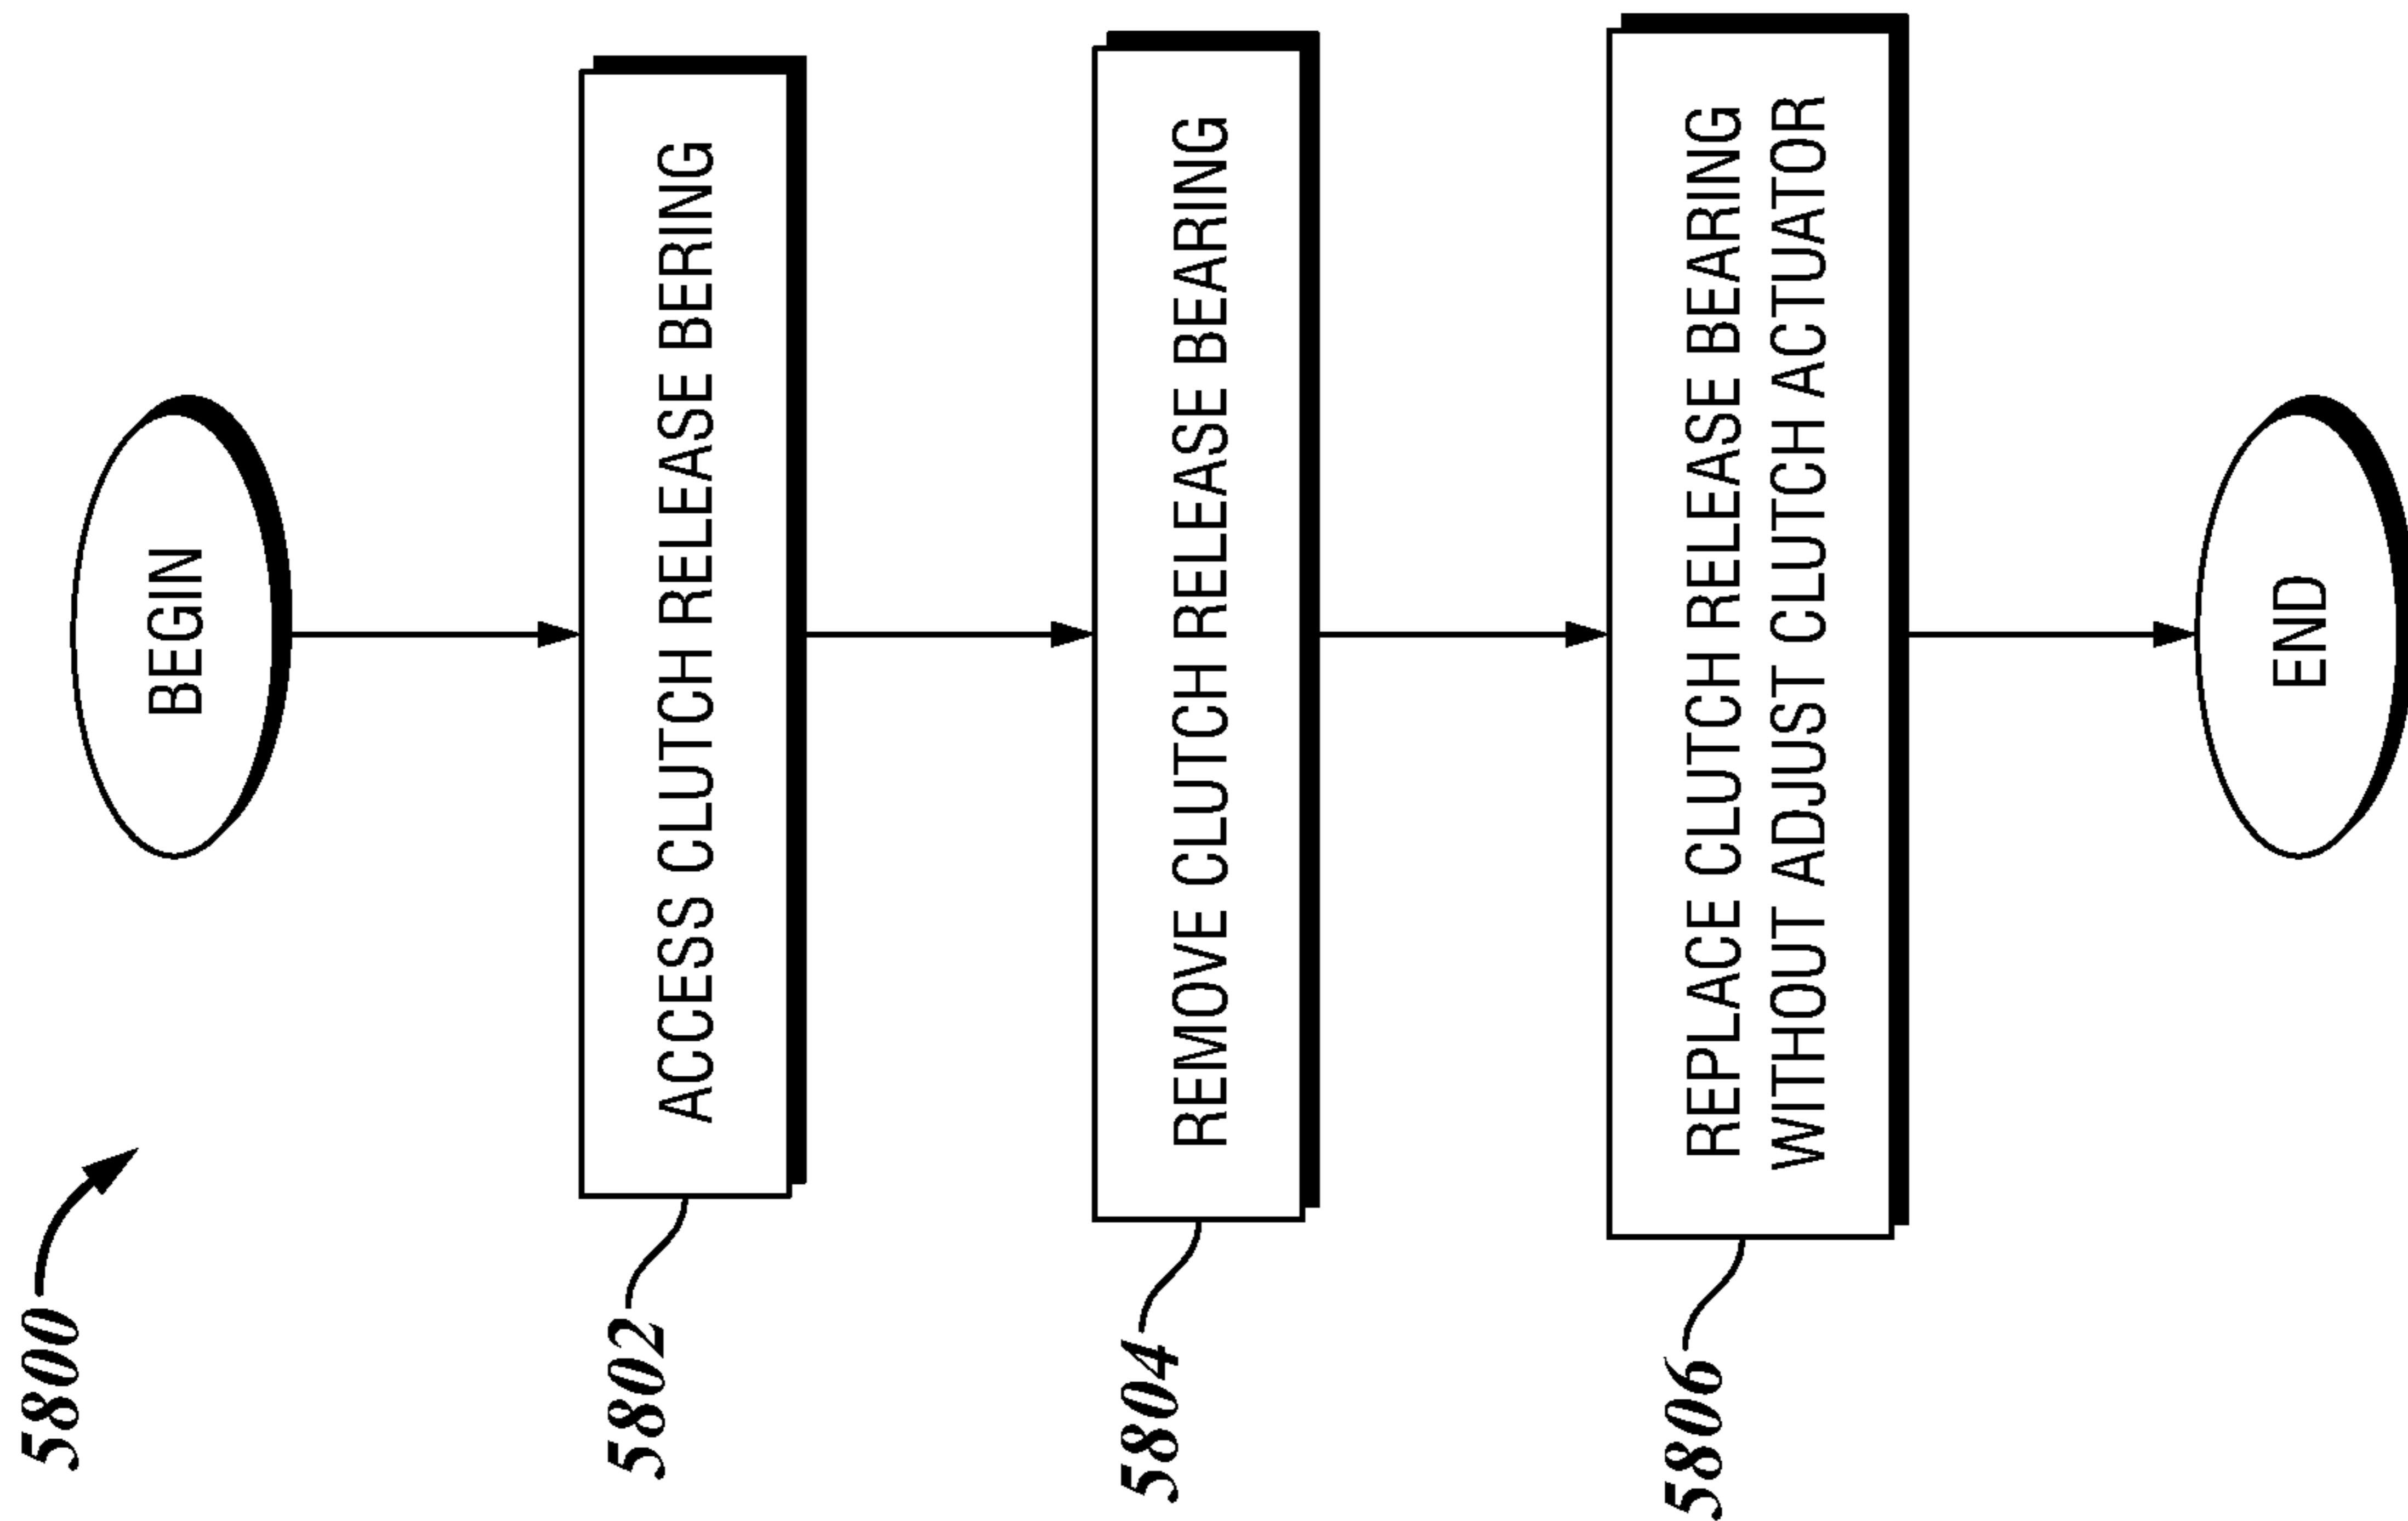 5800
BEGIN
5802
ACCESS CLUTCH RELEASE BERING
5804
REMOVE CLUTCH RELEASE BEARING
5806
REPLACE CLUTCH RELEASE BEARING
WITHOUT ADJUST CLUTCH ACTUATOR
END